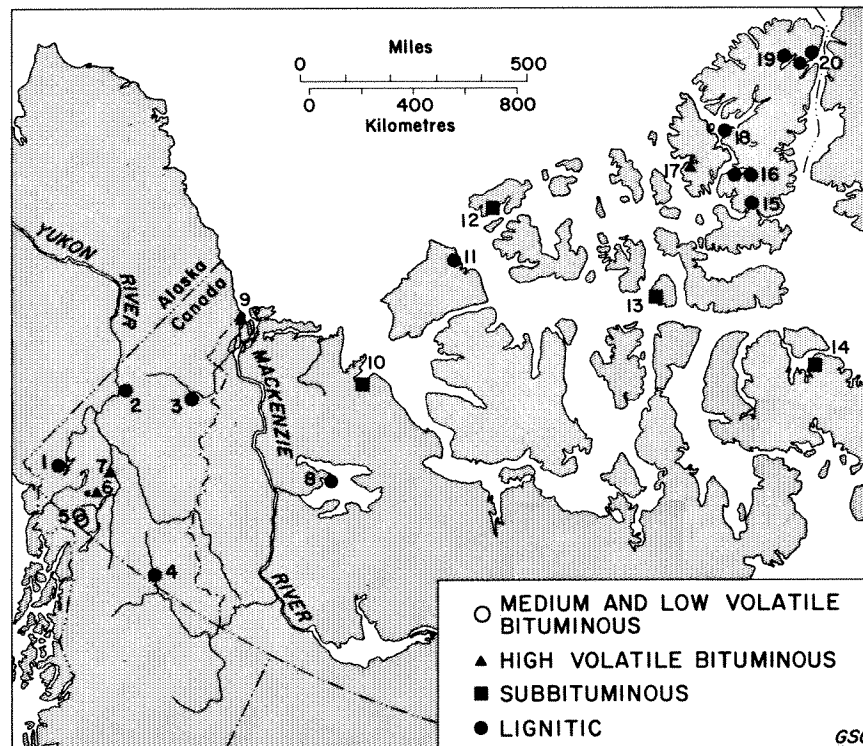 Miles
0 500
0 400 800
Kilometres
19
20
18
17
16
15
12
11
13
14
YUKON
RIVER
Alaska
Canada
9
MACKENZIE
10
2
3
1
7
6
8
5
4
RIVER
MEDIUM AND LOW VOLATILE
BITUMINOUS
HIGH VOLATILE BITUMINOUS
SUBBITUMINOUS
LIGNITIC